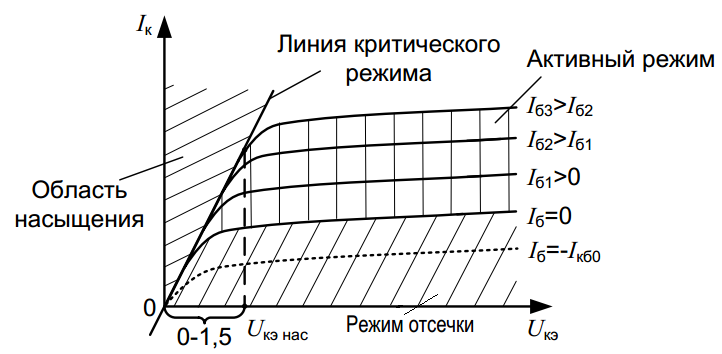 Iк
Линия критического
режима
Активный режим
Iб3>Iб2
Iб2>Iб1
Iб1>0
Область
насыщения
Iб=0
Iб=-Iкб0
0
0-1,5
Uкэ нас
Режим отсечки
Uкэ